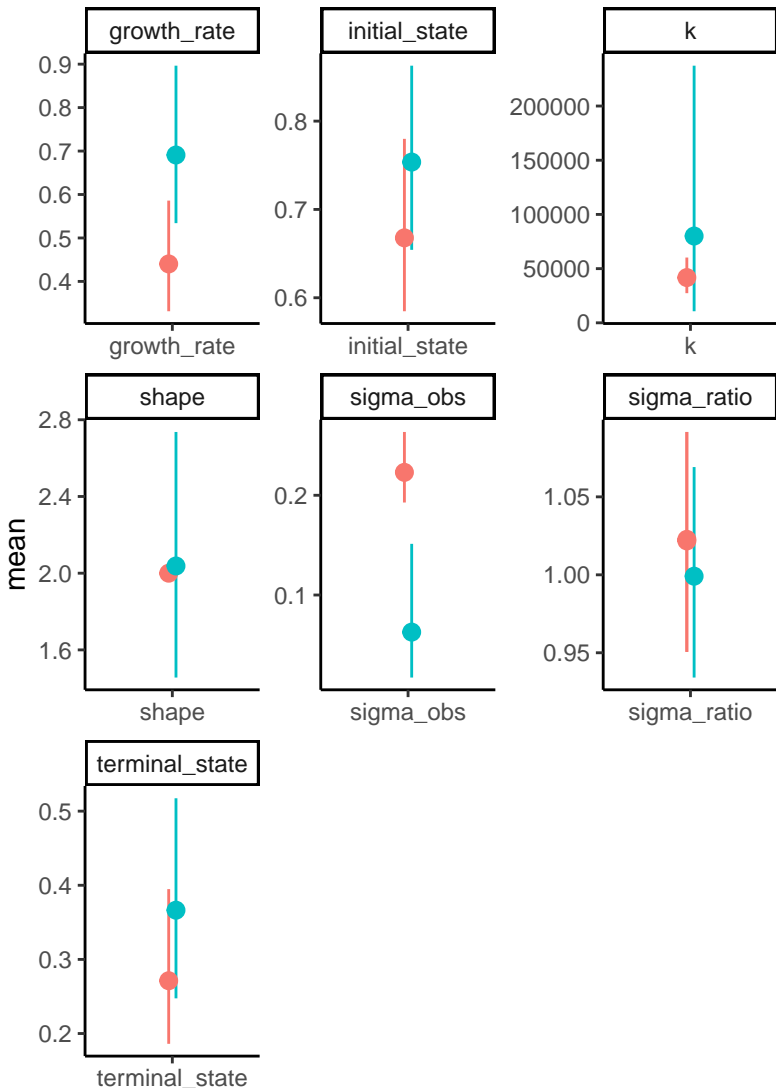 mean
growth_rate
0.9
0.8
0.7
0.6
0.5
0.4
growth_rate
initial_state
0.8
0.7
0.6
initial_state
k
200000
150000
100000
50000
0
k
shape
2.8
2.4
2.0
1.6
shape
sigma_obs
0.2
0.1
sigma_obs
sigma_ratio
1.05
1.00
0.95
sigma_ratio
terminal_state
0.5
0.4
0.3
0.2
terminal_state